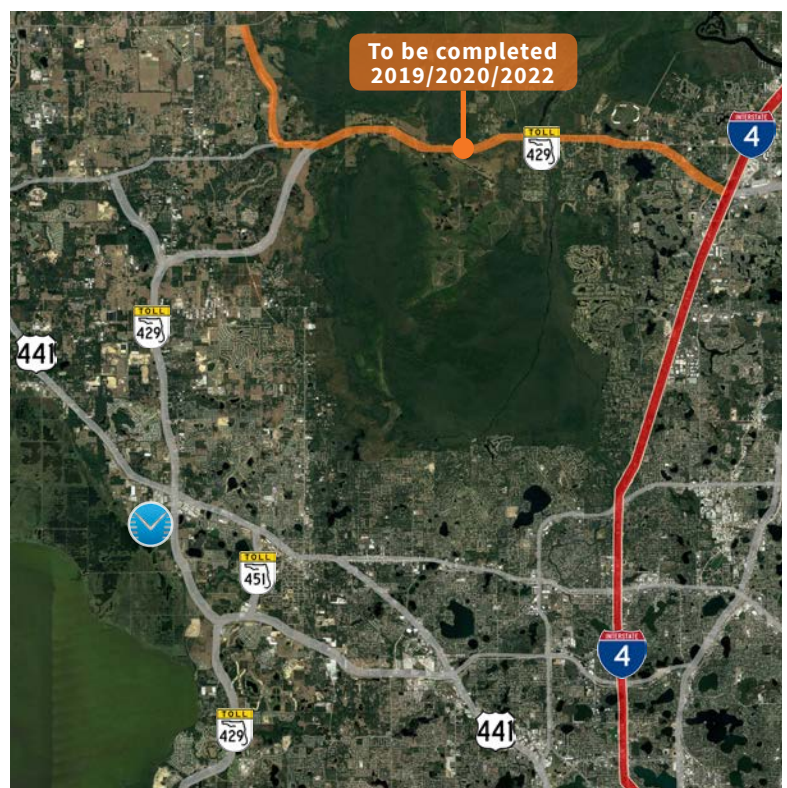 To be completed
2019/2020/2022
TOLL
429
INTERSTATE
4
TOLL
429
441
TOLL
451
INTERSTATE
4
TOLL
429
441